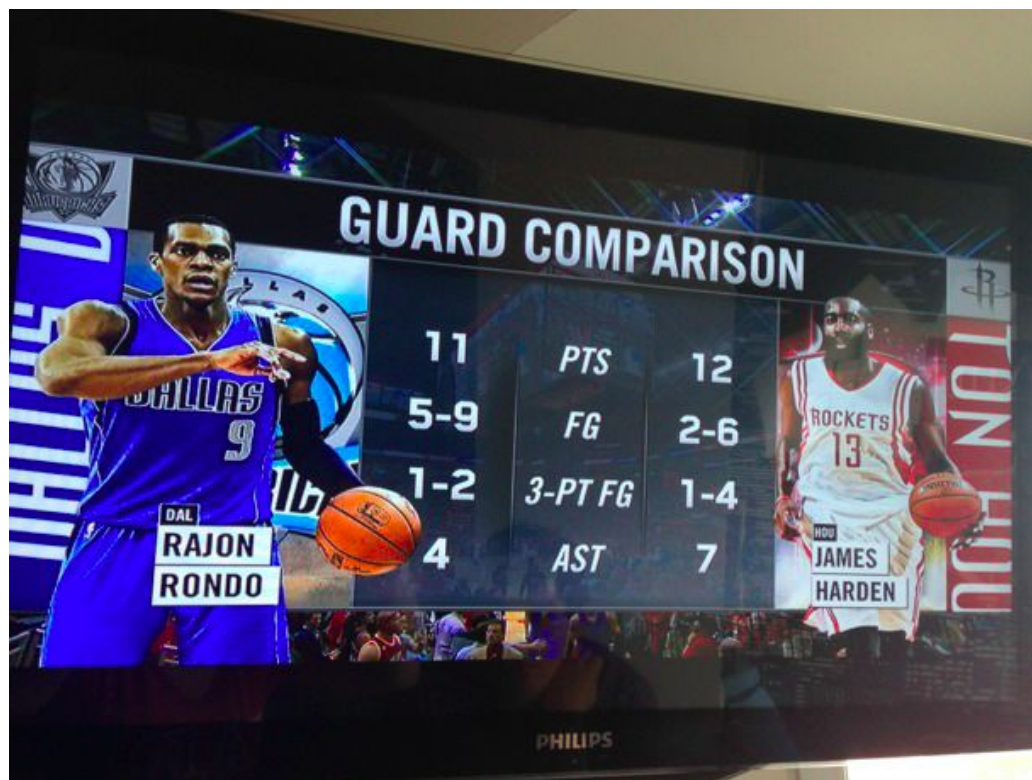 GUARD COMPARISON
11 PTS 12
5-9 FG 2-6
1-2 3-PT FG 1-4
4 AST 7
DALLAS
9
DAL
RAJON
RONDO
ROCKETS
13
HOU
JAMES
HARDEN
PHILIPS